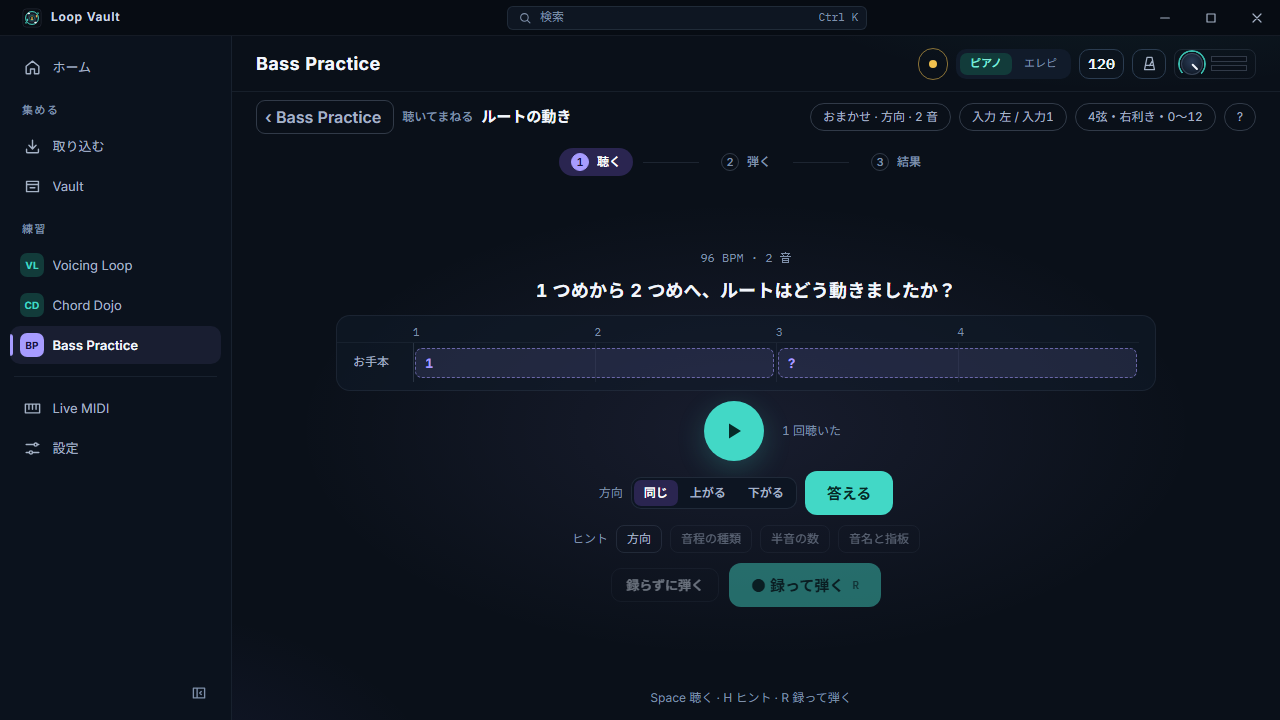 Loop Vault
検索
Ctrl K
ホーム
集める
取り込む
Vault
練習
VL Voicing Loop
CD Chord Dojo
BP Bass Practice
Live MIDI
設定
Bass Practice
ピアノ
エレピ
120
‹ Bass Practice
聴いてまねる
ルートの動き
おまかせ · 方向 · 2 音
入力 左 / 入力1
4弦・右利き・0〜12
?
1 聴く
2 弾く
3 結果
96 BPM · 2 音
1 つめから 2 つめへ、ルートはどう動きましたか？
1 2 3 4
お手本
1 ?
1 回聴いた
方向
同じ
上がる
下がる
答える
ヒント
方向
音程の種類
半音の数
音名と指板
録らずに弾く
録って弾く R
Space 聴く · H ヒント · R 録って弾く